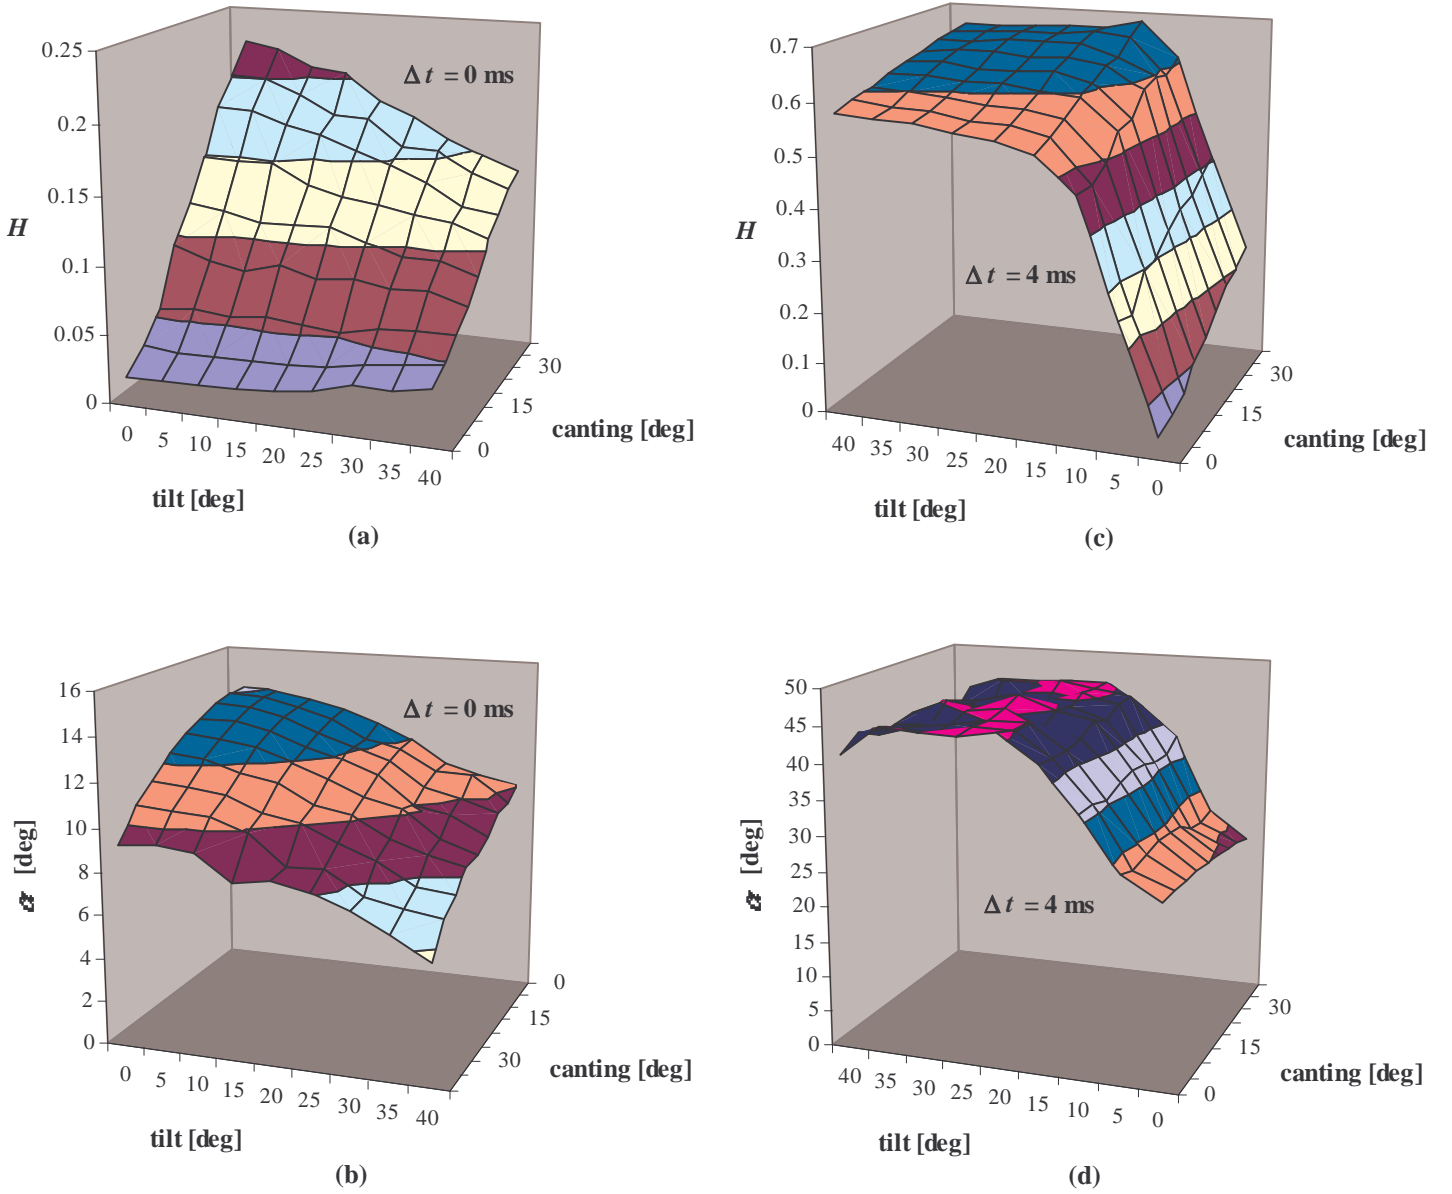 0.25
0.2
0.15
0.1
0.05
0
H
Δ t = 0 ms
0 5 10 15 20 25 30 35 40
tilt [deg]
0 15 30
canting [deg]
(a)
0.7
0.6
0.5
0.4
0.3
0.2
0.1
0
H
Δ t = 4 ms
40 35 30 25 20 15 10 5 0
tilt [deg]
0 15 30
canting [deg]
(c)
16
14
12
10
8
6
4
2
0
[deg]
Δ t = 0 ms
0 5 10 15 20 25 30 35 40
tilt [deg]
30 15 0
canting [deg]
(b)
50
45
40
35
30
25
20
15
10
5
0
[deg]
Δ t = 4 ms
40 35 30 25 20 15 10 5 0
tilt [deg]
0 15 30
canting [deg]
(d)